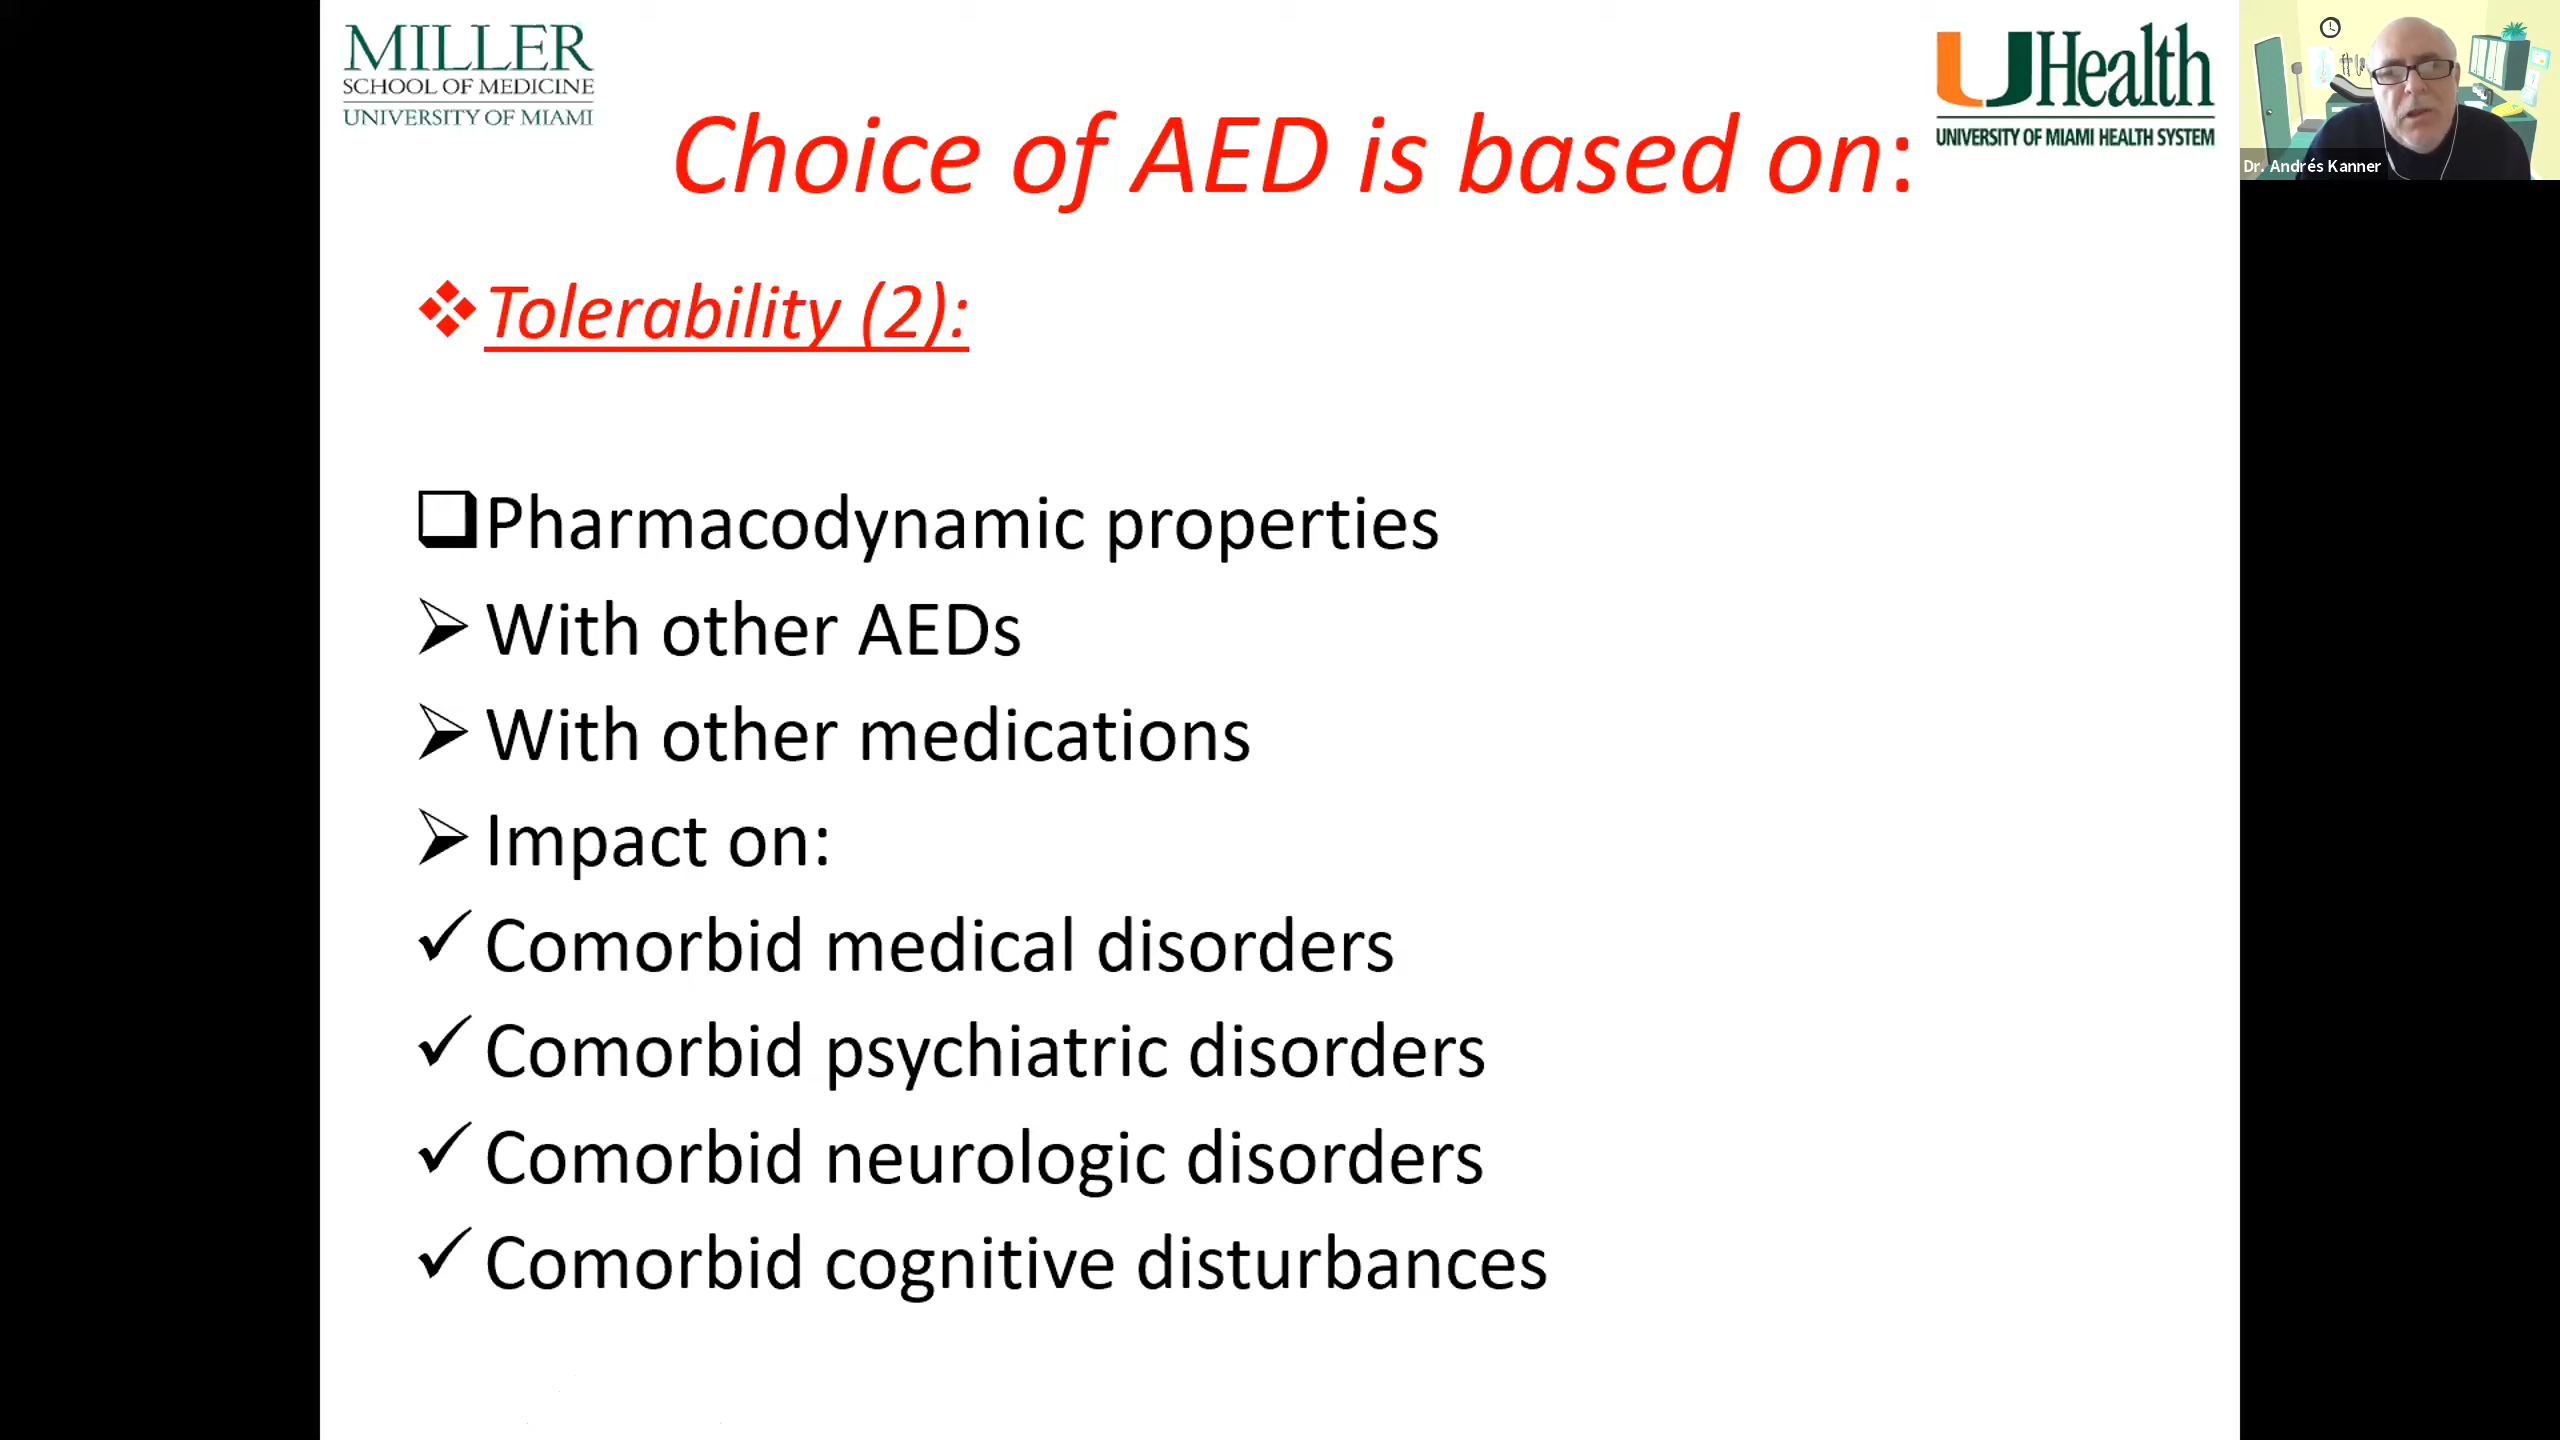 MILLER
SCHOOL OF MEDICINE
UNIVERSITY OF MIAMI
UHealth
UNIVERSITY OF MIAMI HEALTH SYSTEM
Dr. Andrés Kanner
Choice of AED is based on:
Tolerability (2):
Pharmacodynamic properties
With other AEDs
With other medications
Impact on:
Comorbid medical disorders
Comorbid psychiatric disorders
Comorbid neurologic disorders
Comorbid cognitive disturbances